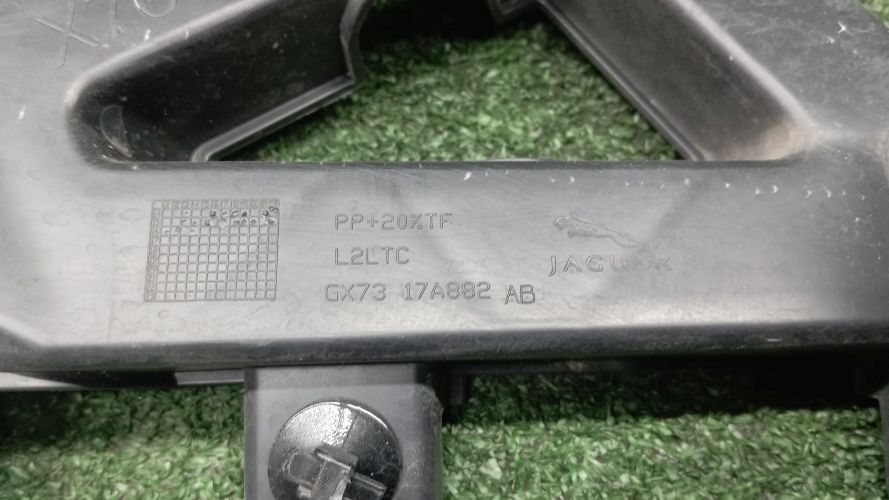 PP+20%TF
L2LTC
GX73 17A882 AB
JAGUAR